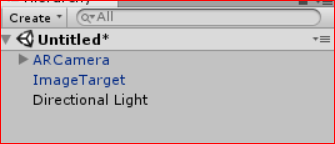 Create All
Untitled*
ARCamera
ImageTarget
Directional Light